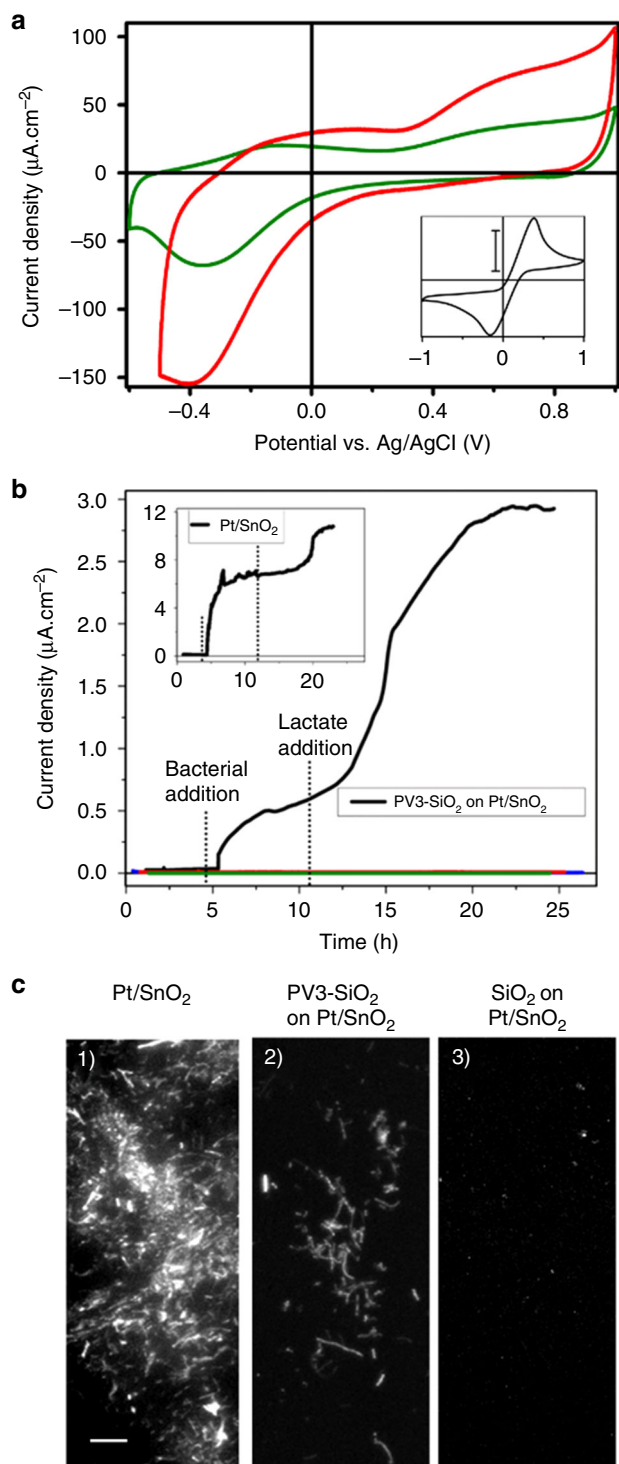 a
100
50
0
−50
−100
−150
Current density (μA.cm⁻²)
−0.4
0.0
0.4
0.8
Potential vs. Ag/AgCl (V)
−1
0
1
b
3.0
2.5
2.0
1.5
1.0
0.5
0.0
Current density (μA.cm⁻²)
12
8
4
0
Pt/SnO₂
0
10
20
Bacterial
addition
Lactate
addition
PV3-SiO₂ on Pt/SnO₂
0
5
10
15
20
25
Time (h)
c
Pt/SnO₂
PV3-SiO₂
on Pt/SnO₂
SiO₂ on
Pt/SnO₂
1)
2)
3)